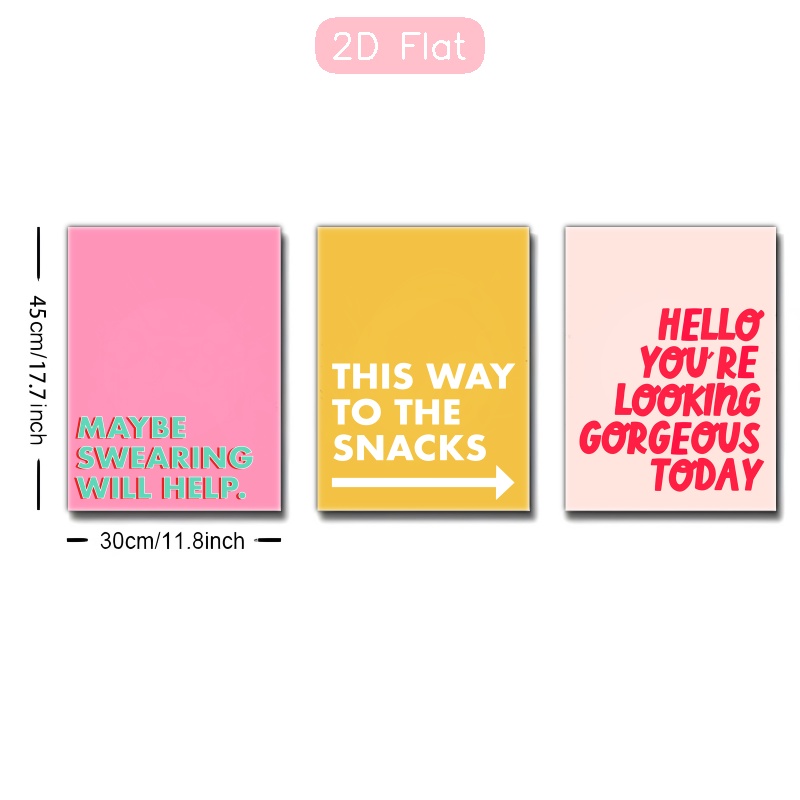 2D Flat
45cm/17.7inch
MAYBE
SWEARING
WILL HELP.
THIS WAY
TO THE
SNACKS
HELLO
YOU'RE
LOOKInG
GORGEOUS
TODAY
30cm/11.8inch